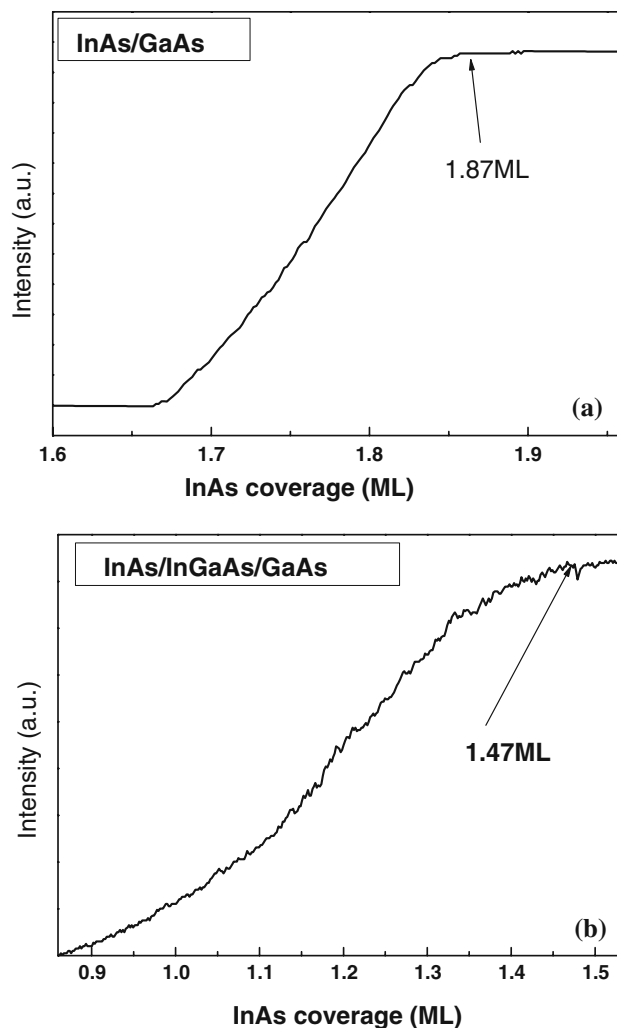 InAs/GaAs
Intensity (a.u.)
1.87ML
(a)
1.6 1.7 1.8 1.9
InAs coverage (ML)
InAs/InGaAs/GaAs
Intensity (a.u.)
1.47ML
(b)
0.9 1.0 1.1 1.2 1.3 1.4 1.5
InAs coverage (ML)